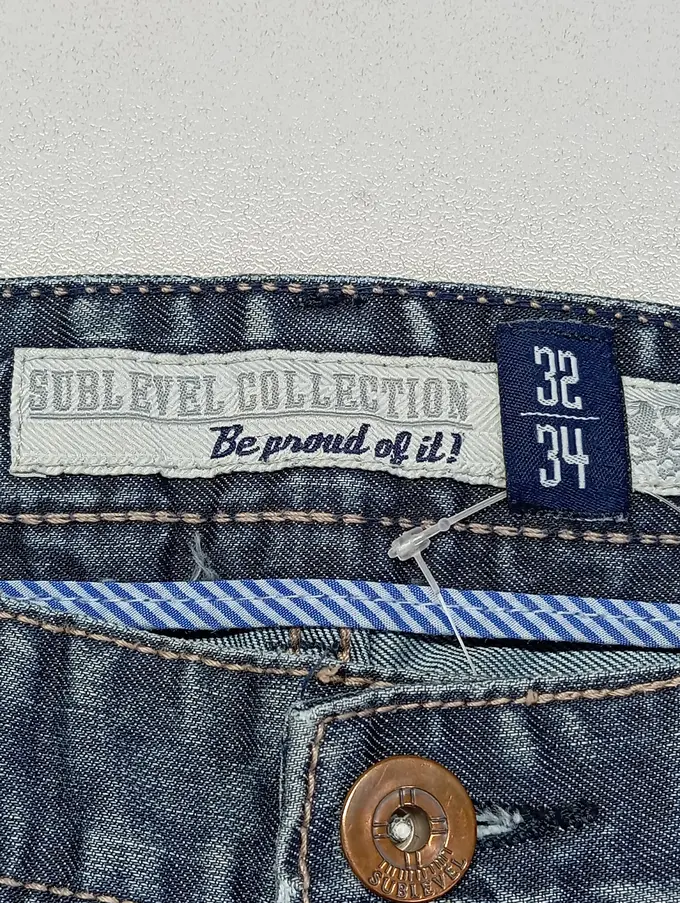 SUBLEVEL COLLECTION
Be proud of it!
32
34
SUBLEVEL